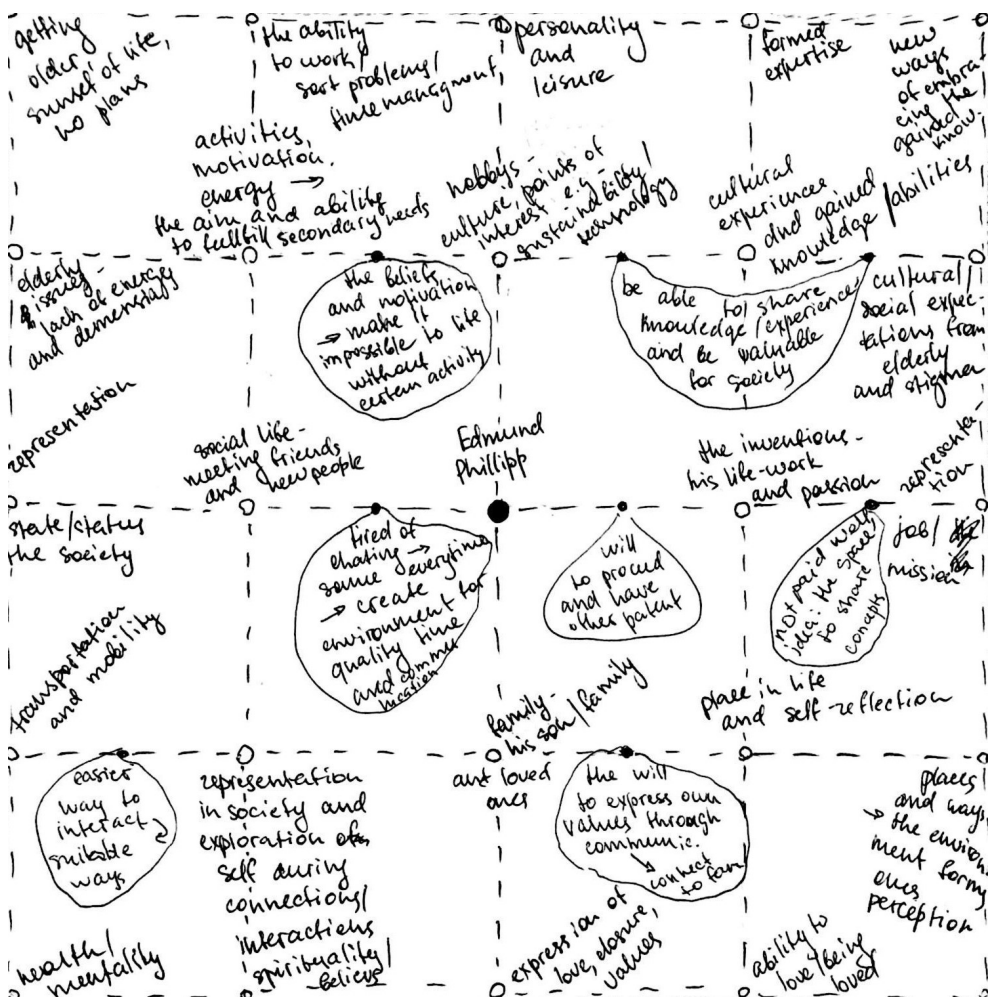 getting
older,
sunset of life,
no plans
the ability
to work/
sort problems/
time managment
personality
and
leisure
formed
expertise
new
ways
of embra-
cing the
gained
know.
activities,
motivation,
energy →
the aim and ability
to fullfill secondary needs
hobbys -
culture, points of
interest e.g -
sustainability/
technology
cultural
experiences
and gained
knowledge/abilities
elderly
issues -
lack of energy
and dementia
the beliefs
and motivation
→ make it
impossible to life
without
certain activity
be able to share
knowledge/experiences
and be valuable
for society
cultural/
social expec-
tations from
elderly
and stigma
representation
social life -
meeting friends
and new people
Edmund
Phillipp
the inventions -
his life-work
and passion
representa-
tion
state/status
the society
tired of
chating →
same everytime
→ create
environment for
quality time
and commu
nication
will
to proceed
and have
other patent
not paid well
idea: the space
to share
concepts
job/
mission
transportation
and mobility
family -
his son/family
and loved
ones
place in life
and self-reflection
easier
way to
interact
suitable
ways
representation
in society and
exploration of
self during
connections/
interactions
spirituality/
believes
the will
to express own
values through
communic.
→ connect
to fam
places
and ways
→ the environ
ment forms
ones
perception
health/
mentality
expression of
love, closure,
values
ability to
love/being
loved